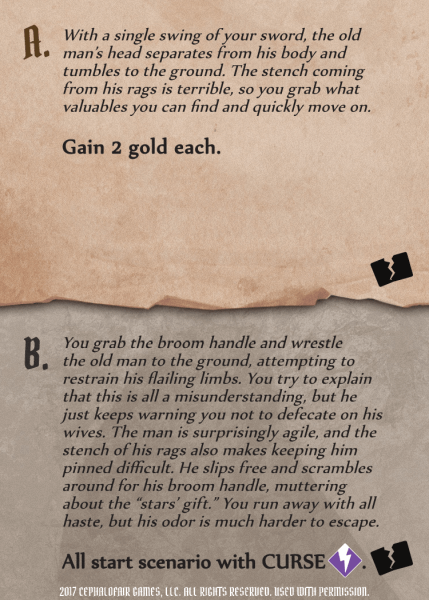 A. With a single swing of your sword, the old
man's head separates from his body and
tumbles to the ground. The stench coming
from his rags is terrible, so you grab what
valuables you can find and quickly move on.
Gain 2 gold each.
B. You grab the broom handle and wrestle
the old man to the ground, attempting to
restrain his flailing limbs. You try to explain
that this is all a misunderstanding, but he
just keeps warning you not to defecate on his
wives. The man is surprisingly agile, and the
stench of his rags also makes keeping him
pinned difficult. He slips free and scrambles
around for his broom handle, muttering
about the “stars’ gift.” You run away with all
haste, but his odor is much harder to escape.
All start scenario with CURSE.
2017 CEPHALOFAIR GAMES, LLC. ALL RIGHTS RESERVED. USED WITH PERMISSION.